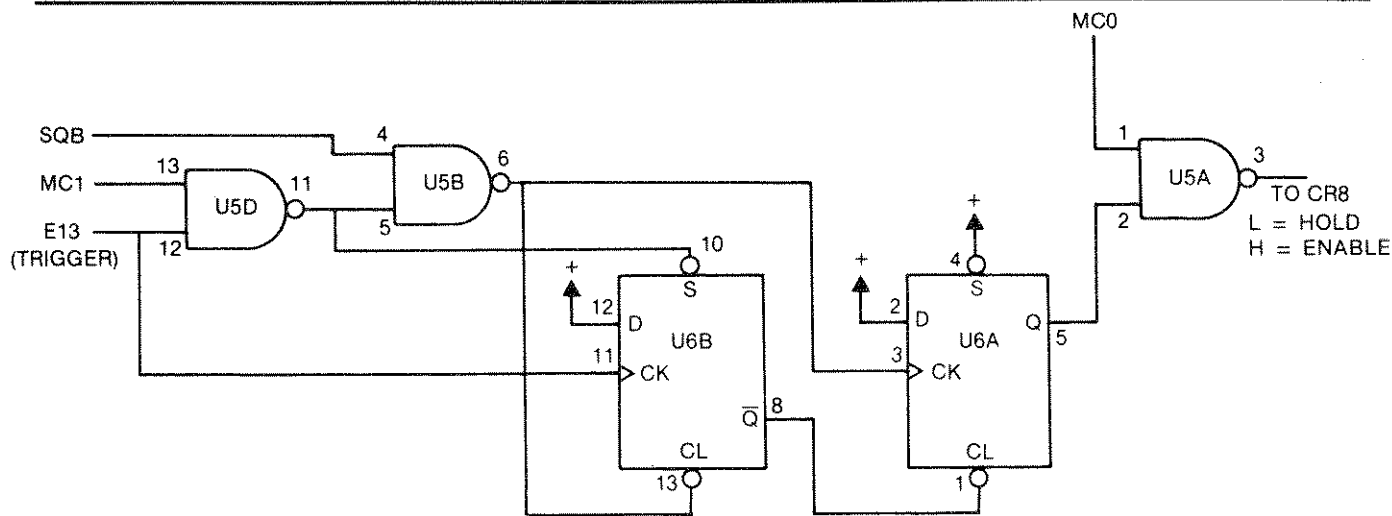 MC0
SQB
4
1
6
3
13
MC1
11
U5D
U5B
U5A
TO CR8
E13
12
5
2
L = HOLD
(TRIGGER)
10
+
4
H = ENABLE
+
S
+
S
12
D
2
D
Q
U6B
U6A
5
11
CK
3
CK
Q̅
8
CL
CL
13
1